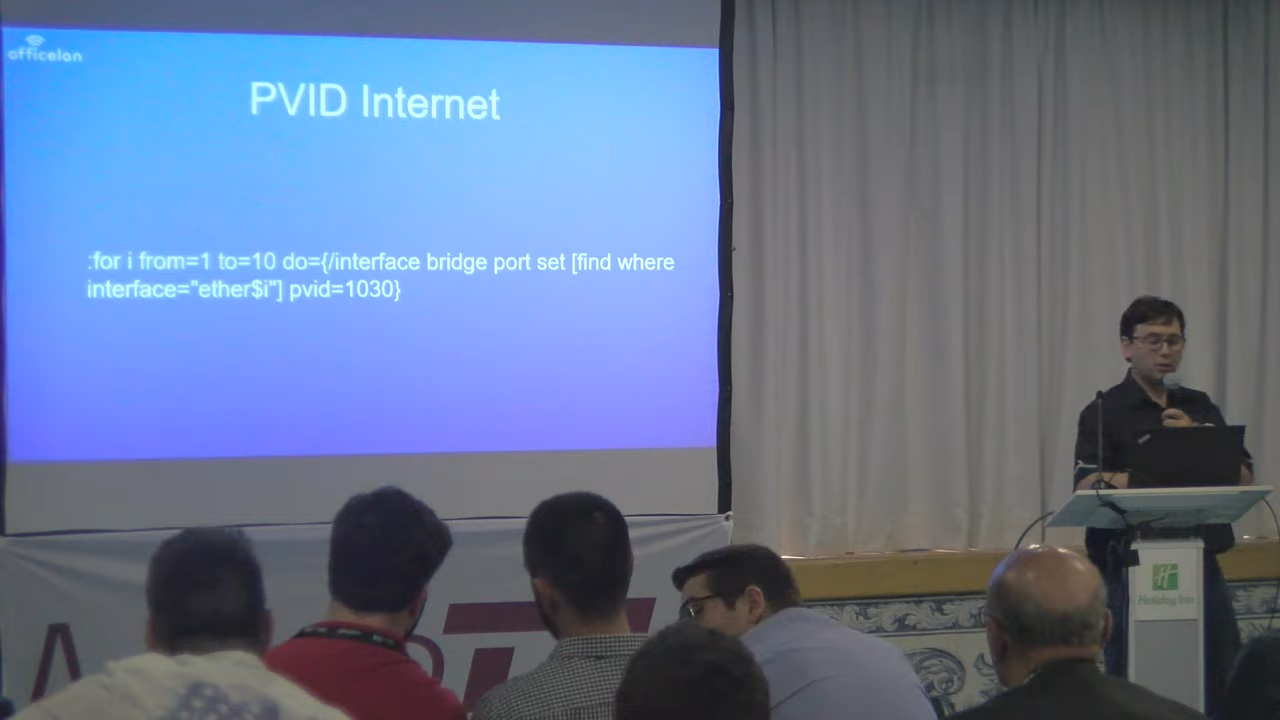 officelan
PVID Internet
:for i from=1 to=10 do={/interface bridge port set [find where
interface="ether$i"] pvid=1030}
H
Holiday Inn